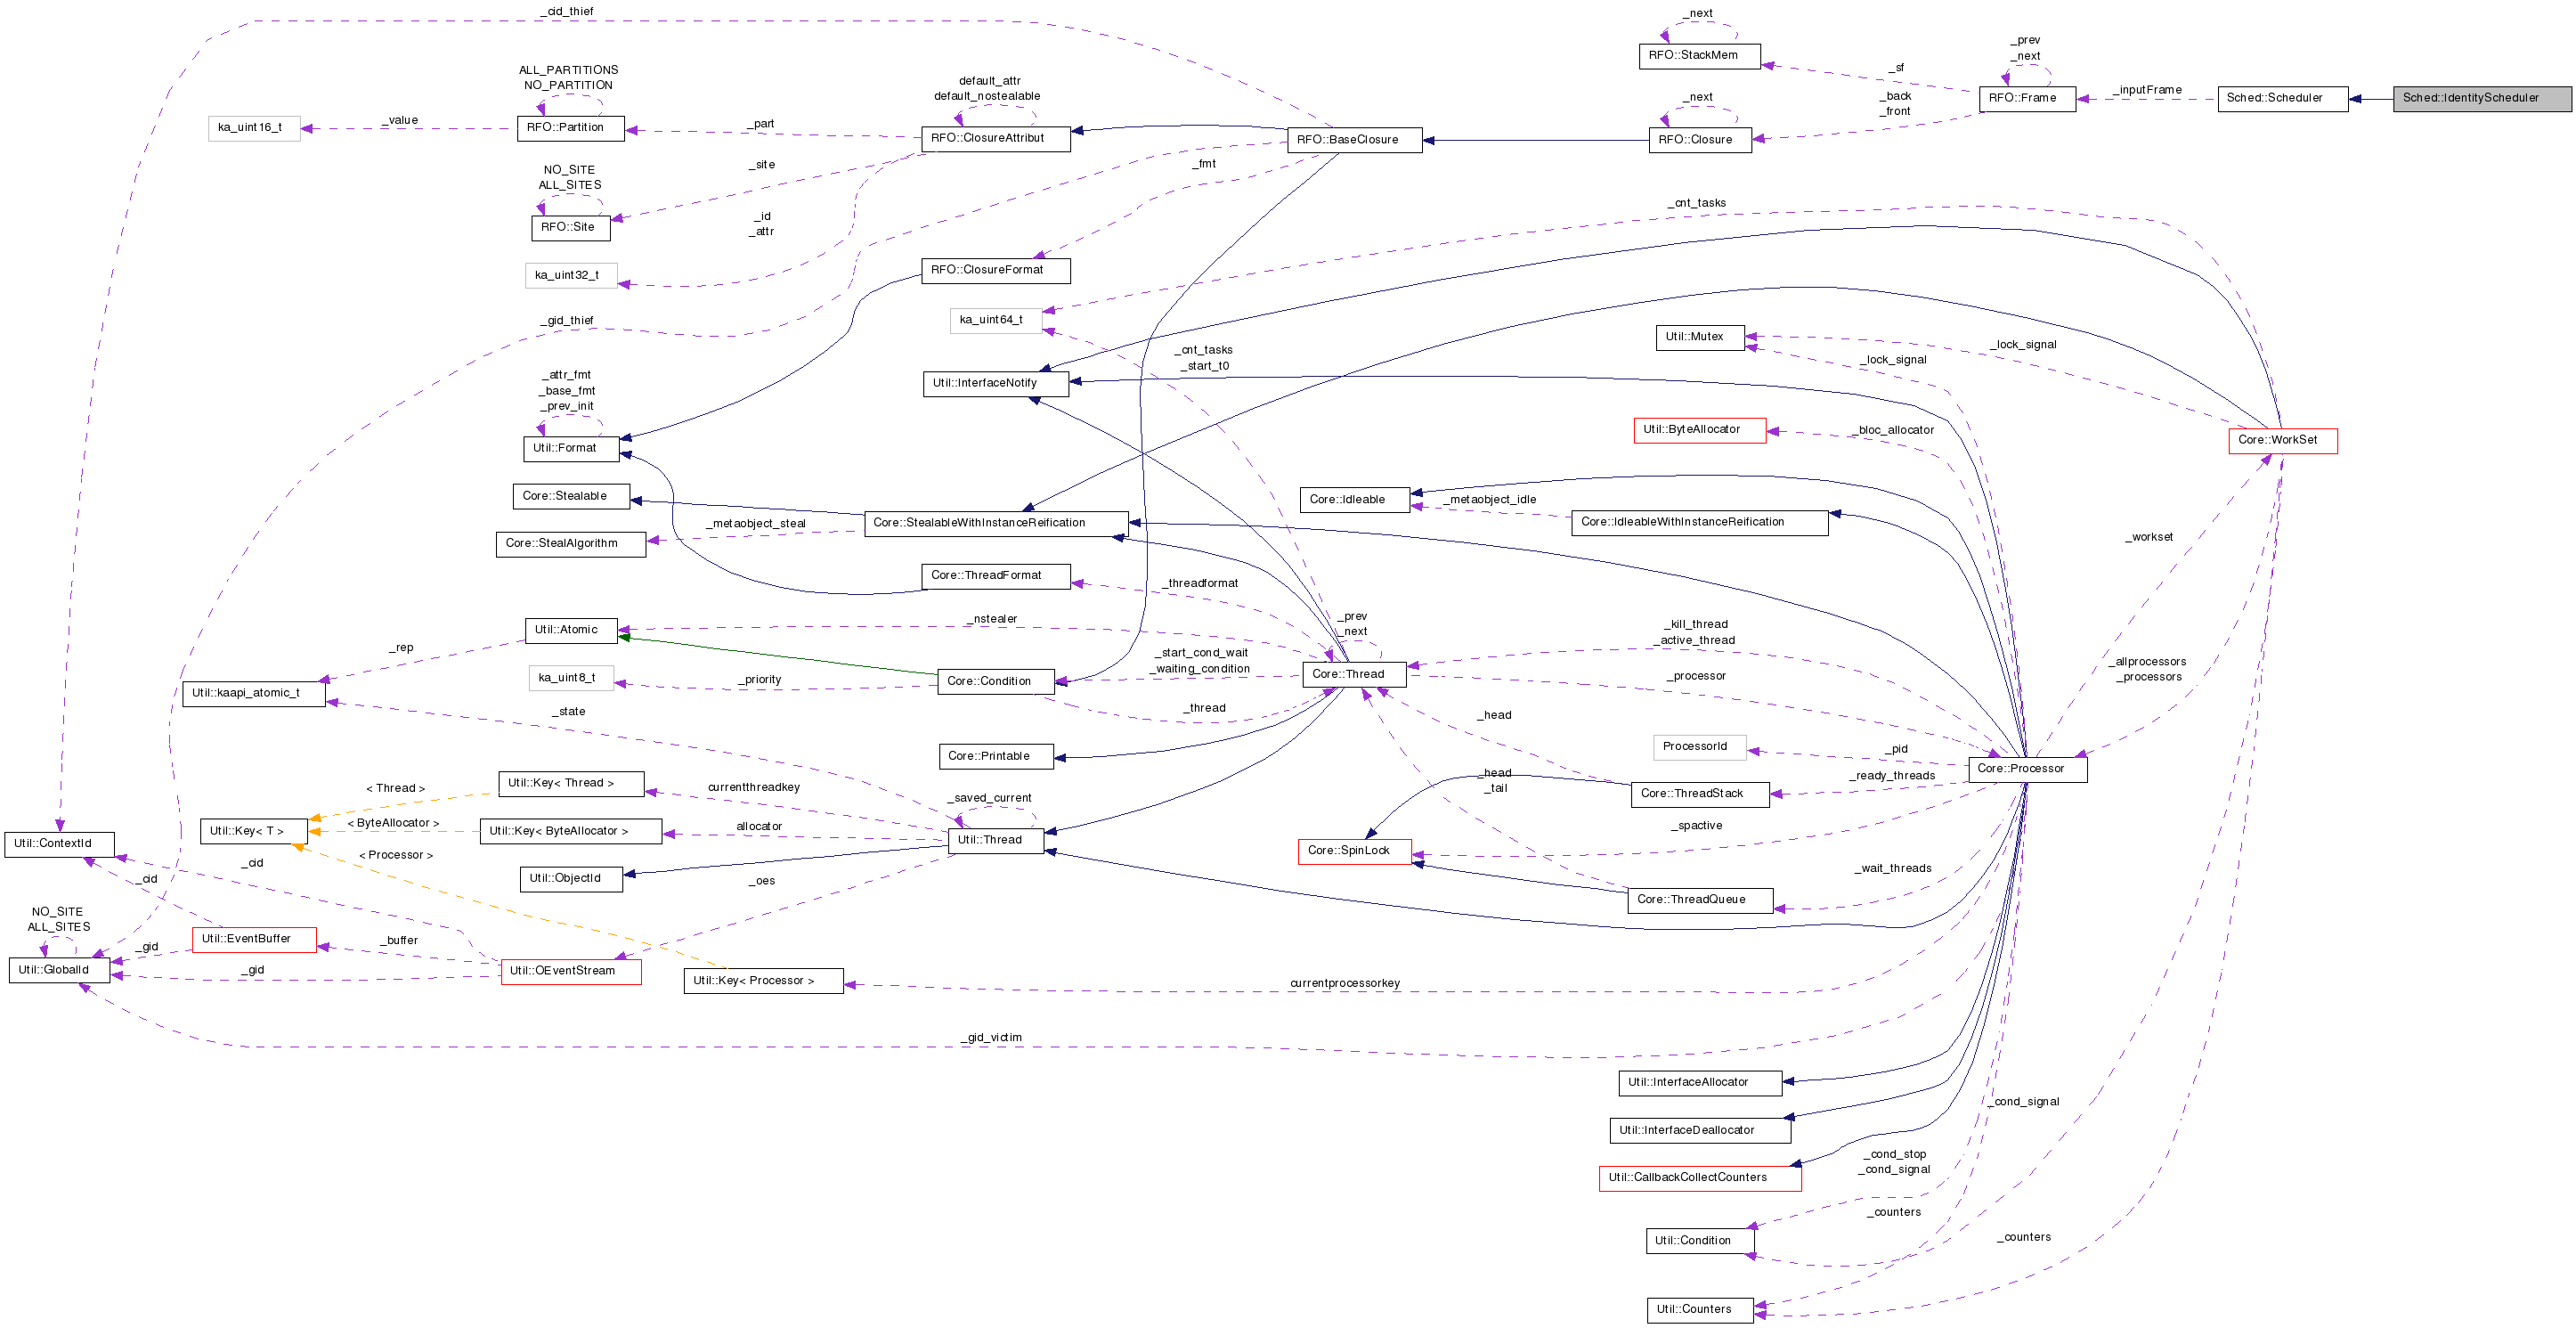 _cid_thief
_next
RFO::StackMem
_prev
_next
_sf
ALL_PARTITIONS
NO_PARTITION
default_attr
default_nostealable
_back
_front
RFO::Frame
_inputFrame
Sched::Scheduler
Sched::IdentityScheduler
ka_uint16_t
_value
RFO::Partition
_part
RFO::ClosureAttribut
RFO::BaseClosure
_next
RFO::Closure
_site
_fmt
NO_SITE
ALL_SITES
RFO::Site
_id
_attr
_cnt_tasks
ka_uint32_t
RFO::ClosureFormat
_gid_thief
ka_uint64_t
Util::Mutex
_lock_signal
_cnt_tasks
_start_t0
_lock_signal
_attr_fmt
_base_fmt
_prev_init
Util::InterfaceNotify
Util::Format
Util::ByteAllocator
_bloc_allocator
Core::WorkSet
Core::Stealable
Core::Idleable
_metaobject_idle
_metaobject_steal
Core::StealableWithInstanceReification
Core::IdleableWithInstanceReification
Core::StealAlgorithm
_workset
Core::ThreadFormat
_threadformat
Util::Atomic
_nstealer
_prev
_next
_kill_thread
_active_thread
_rep
_start_cond_wait
_waiting_condition
ka_uint8_t
_priority
Core::Condition
Core::Thread
_processor
_allprocessors
_processors
Util::kaapi_atomic_t
_state
_thread
_head
Core::Printable
ProcessorId
_pid
Core::Processor
< Thread >
Util::Key< Thread >
currentthreadkey
_head
_tail
_ready_threads
_saved_current
Core::ThreadStack
Util::Key< T >
< ByteAllocator >
Util::Key< ByteAllocator >
allocator
_spactive
Util::ContextId
< Processor >
Util::Thread
Core::SpinLock
_cid
_cid
Util::ObjectId
_oes
_wait_threads
Core::ThreadQueue
NO_SITE
ALL_SITES
Util::EventBuffer
_buffer
_gid
Util::GlobalId
_gid
Util::OEventStream
Util::Key< Processor >
currentprocessorkey
_gid_victim
Util::InterfaceAllocator
_cond_signal
Util::InterfaceDeallocator
_cond_stop
_cond_signal
Util::CallbackCollectCounters
_counters
Util::Condition
_counters
Util::Counters